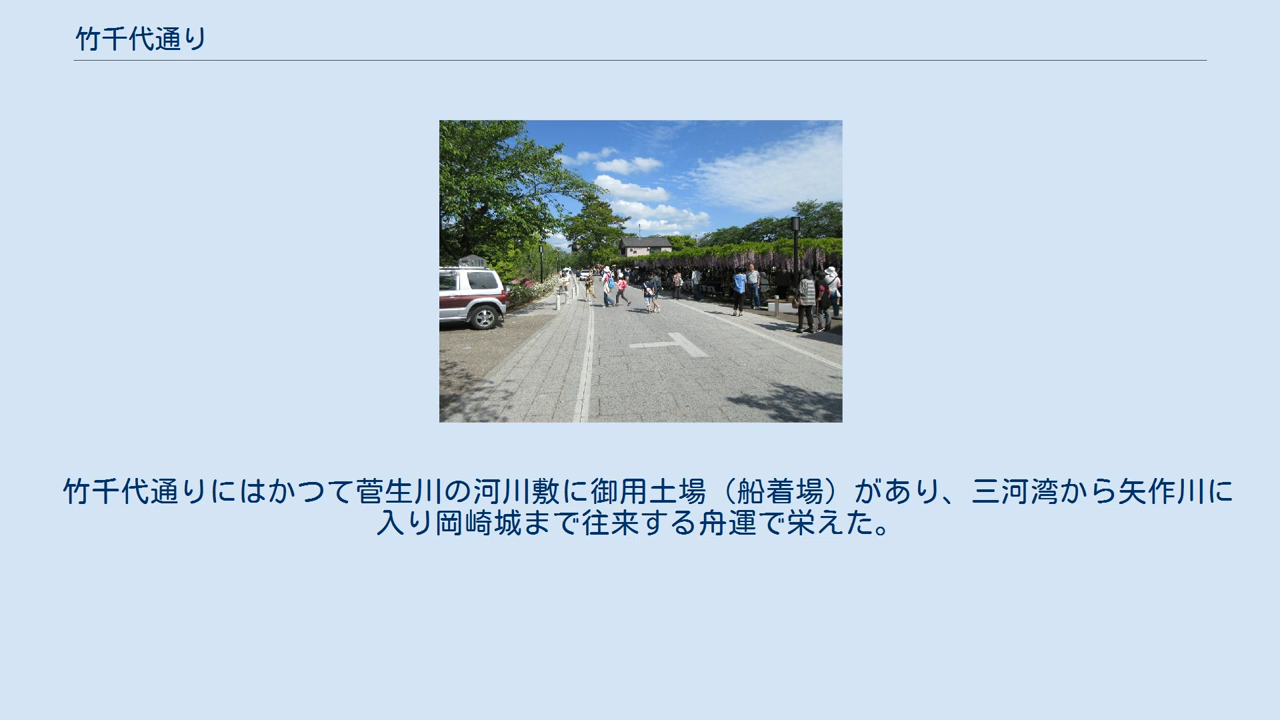 竹千代通り
竹千代通りにはかつて菅生川の河川敷に御用土場（船着場）があり、三河湾から矢作川に
入り岡崎城まで往来する舟運で栄えた。